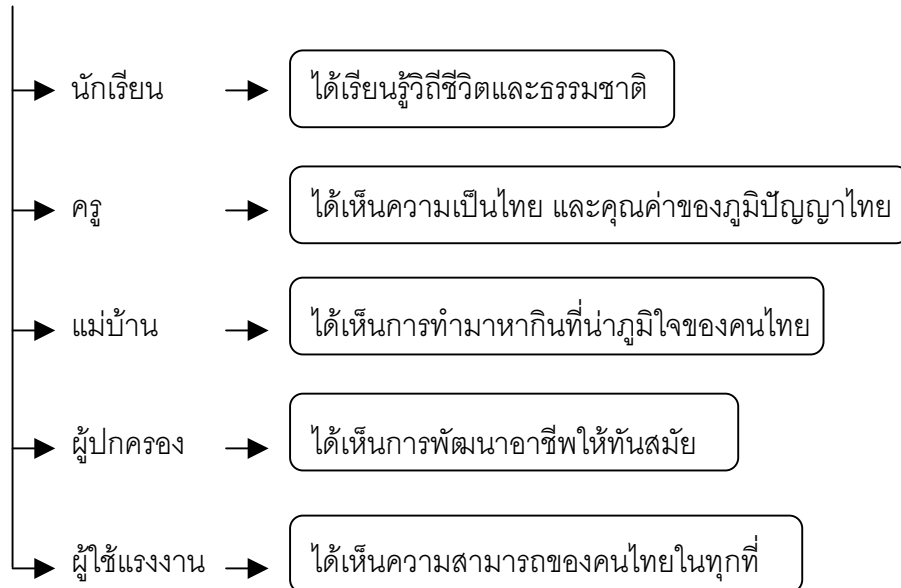 นักเรียน ได้เรียนรู้วิถีชีวิตและธรรมชาติ
ครู ได้เห็นความเป็นไทย และคุณค่าของภูมิปัญญาไทย
แม่บ้าน ได้เห็นการทำมาหากินที่น่าภูมิใจของคนไทย
ผู้ปกครอง ได้เห็นการพัฒนาอาชีพให้ทันสมัย
ผู้ใช้แรงงาน ได้เห็นความสามารถของคนไทยในทุกที่